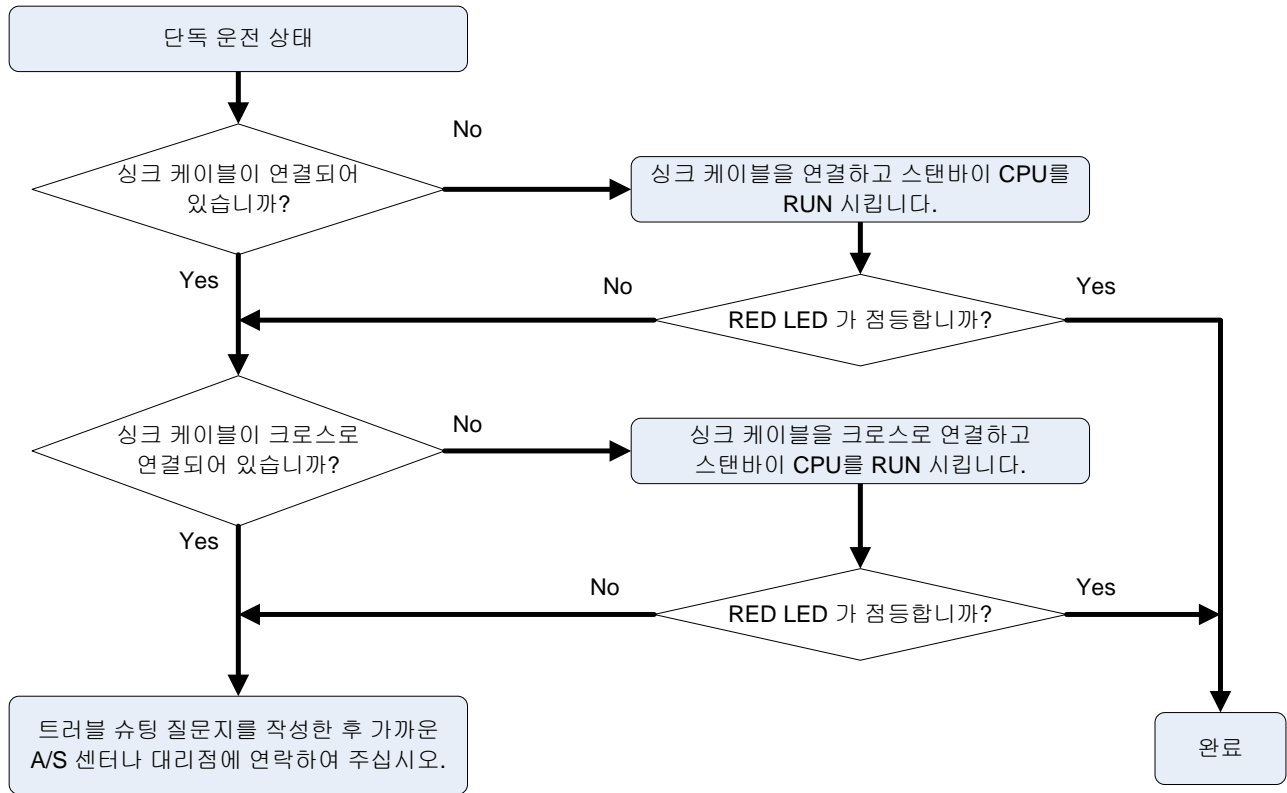 단독 운전 상태
No
싱크 케이블이 연결되어
있습니까?
싱크 케이블을 연결하고 스탠바이 CPU를
RUN 시킵니다.
Yes
No
Yes
RED LED 가 점등합니까?
싱크 케이블이 크로스로
연결되어 있습니까?
No
싱크 케이블을 크로스로 연결하고
스탠바이 CPU를 RUN 시킵니다.
Yes
No
Yes
RED LED 가 점등합니까?
트러블 슈팅 질문지를 작성한 후 가까운
A/S 센터나 대리점에 연락하여 주십시오.
완료